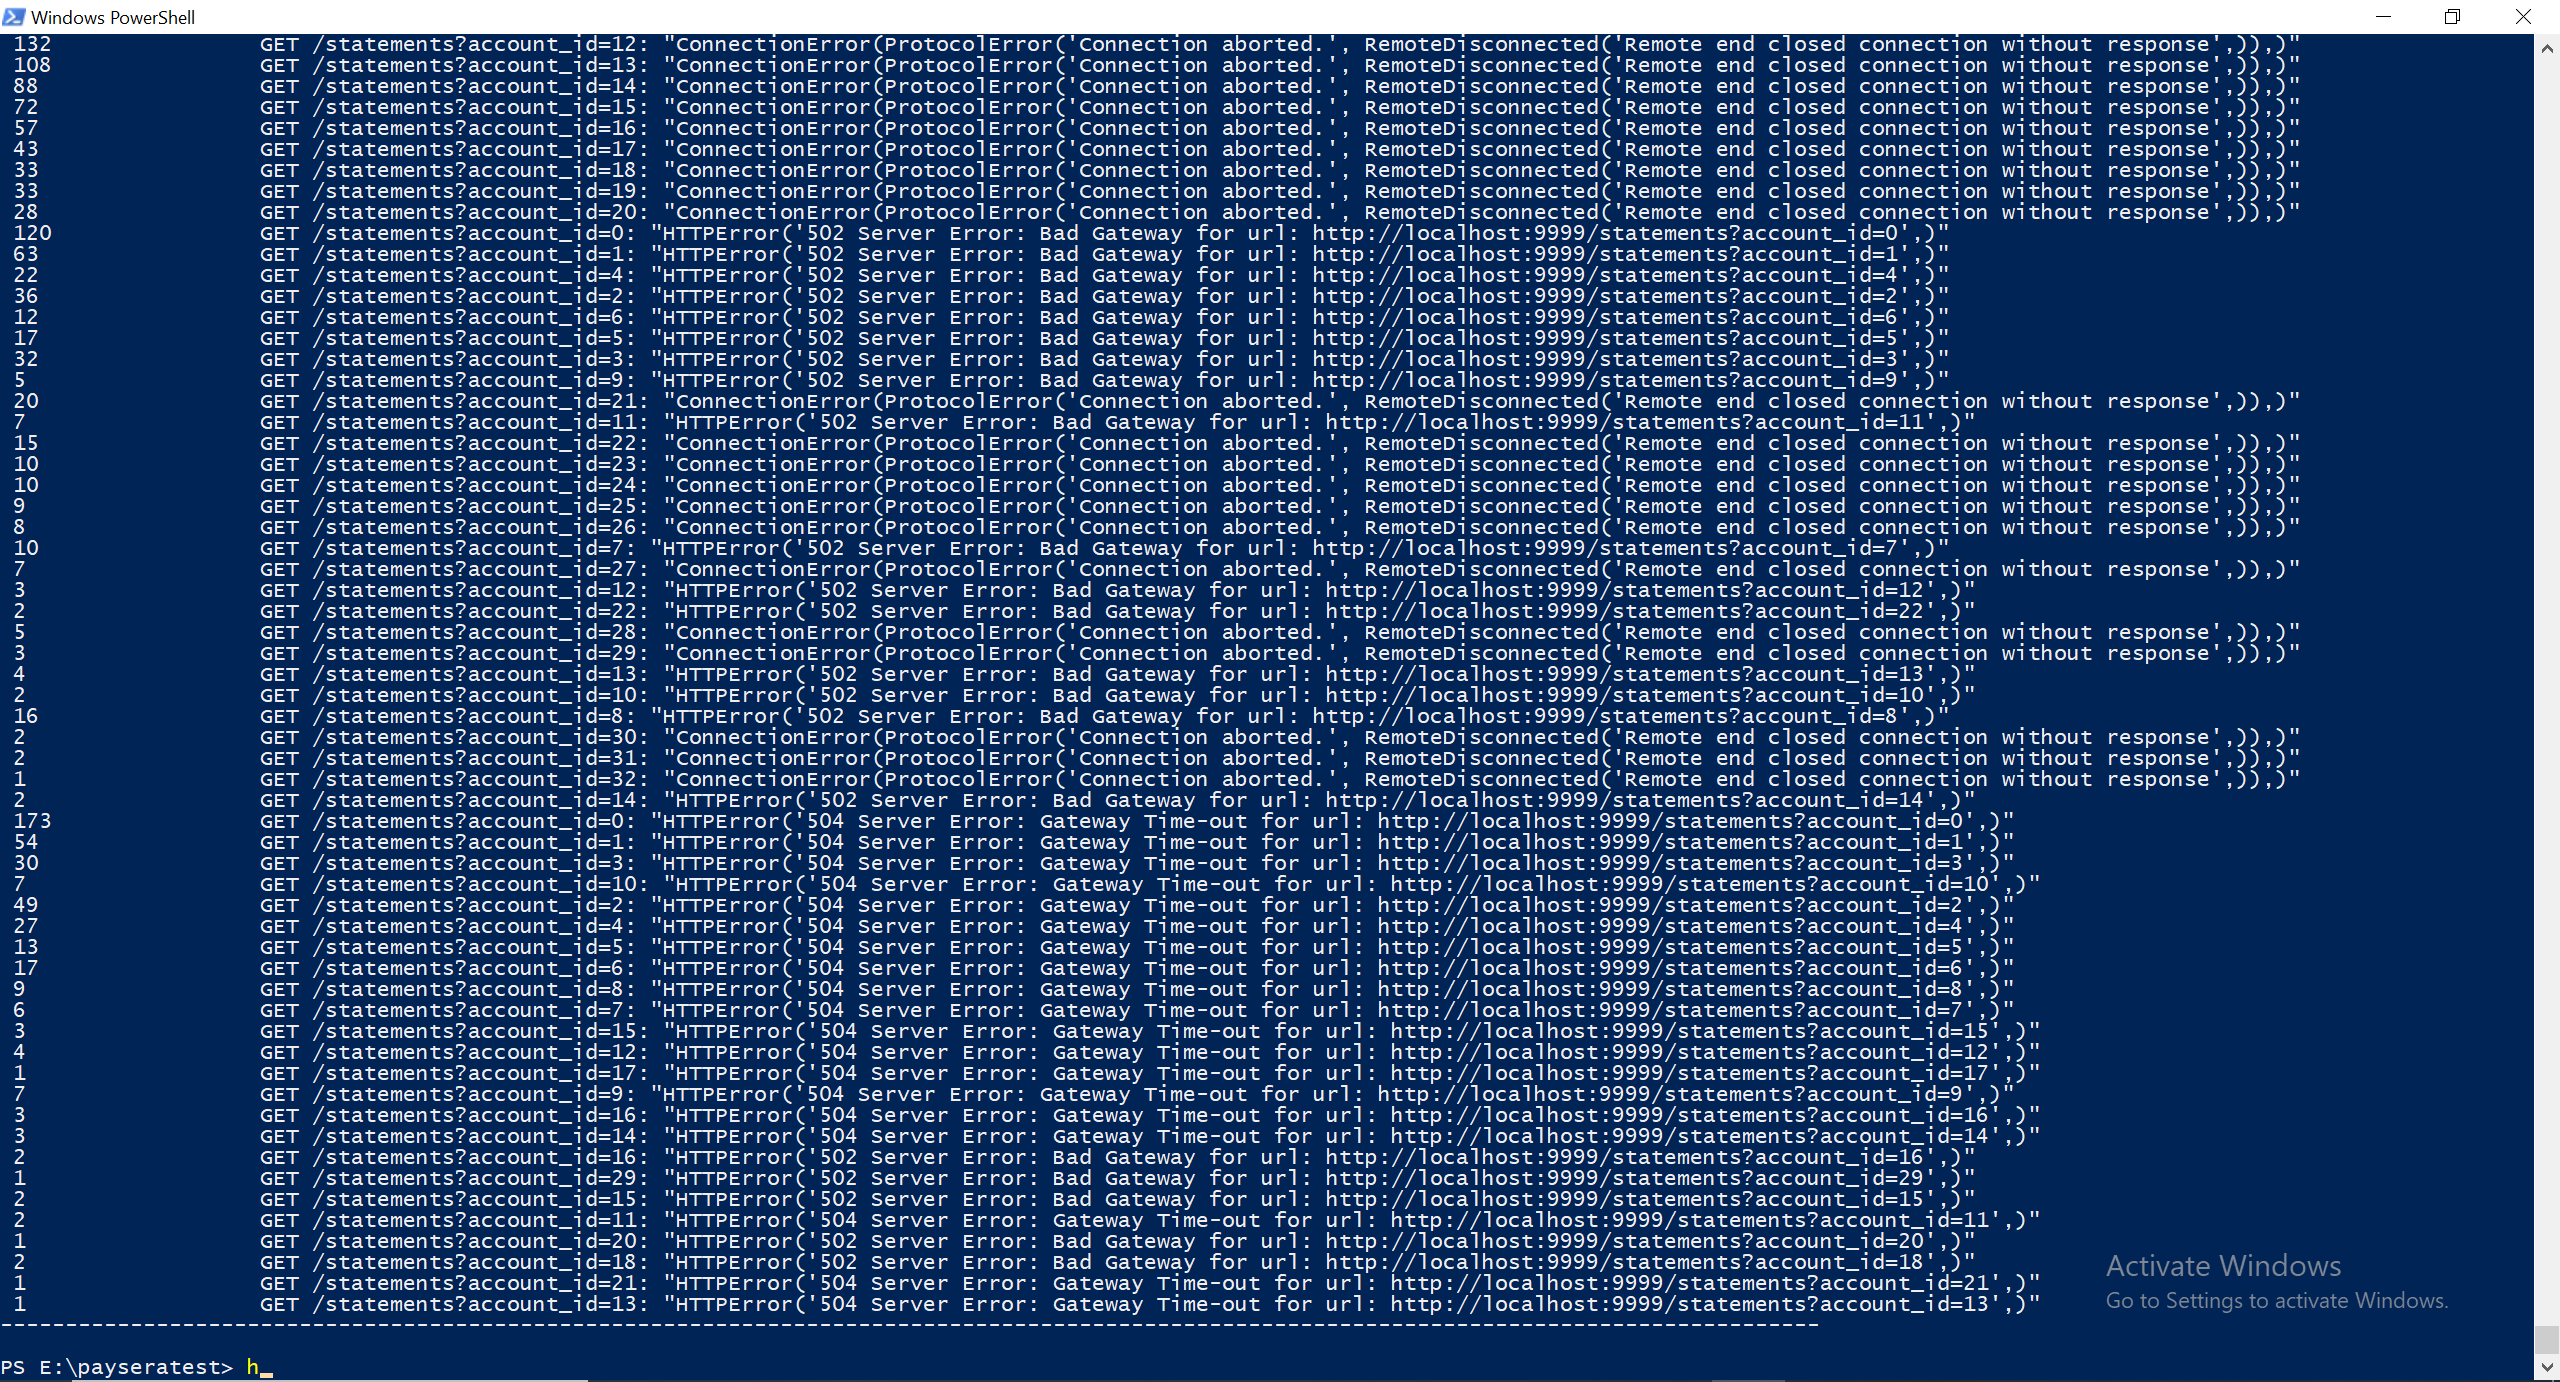 Windows PowerShell
132 GET /statements?account_id=12: "ConnectionError(ProtocolError('Connection aborted.', RemoteDisconnected('Remote end closed connection without response',)),)"
108 GET /statements?account_id=13: "ConnectionError(ProtocolError('Connection aborted.', RemoteDisconnected('Remote end closed connection without response',)),)"
88 GET /statements?account_id=14: "ConnectionError(ProtocolError('Connection aborted.', RemoteDisconnected('Remote end closed connection without response',)),)"
72 GET /statements?account_id=15: "ConnectionError(ProtocolError('Connection aborted.', RemoteDisconnected('Remote end closed connection without response',)),)"
57 GET /statements?account_id=16: "ConnectionError(ProtocolError('Connection aborted.', RemoteDisconnected('Remote end closed connection without response',)),)"
43 GET /statements?account_id=17: "ConnectionError(ProtocolError('Connection aborted.', RemoteDisconnected('Remote end closed connection without response',)),)"
33 GET /statements?account_id=18: "ConnectionError(ProtocolError('Connection aborted.', RemoteDisconnected('Remote end closed connection without response',)),)"
33 GET /statements?account_id=19: "ConnectionError(ProtocolError('Connection aborted.', RemoteDisconnected('Remote end closed connection without response',)),)"
28 GET /statements?account_id=20: "ConnectionError(ProtocolError('Connection aborted.', RemoteDisconnected('Remote end closed connection without response',)),)"
120 GET /statements?account_id=0: "HTTPError('502 Server Error: Bad Gateway for url: http://localhost:9999/statements?account_id=0',)"
63 GET /statements?account_id=1: "HTTPError('502 Server Error: Bad Gateway for url: http://localhost:9999/statements?account_id=1',)"
22 GET /statements?account_id=4: "HTTPError('502 Server Error: Bad Gateway for url: http://localhost:9999/statements?account_id=4',)"
36 GET /statements?account_id=2: "HTTPError('502 Server Error: Bad Gateway for url: http://localhost:9999/statements?account_id=2',)"
12 GET /statements?account_id=6: "HTTPError('502 Server Error: Bad Gateway for url: http://localhost:9999/statements?account_id=6',)"
17 GET /statements?account_id=5: "HTTPError('502 Server Error: Bad Gateway for url: http://localhost:9999/statements?account_id=5',)"
32 GET /statements?account_id=3: "HTTPError('502 Server Error: Bad Gateway for url: http://localhost:9999/statements?account_id=3',)"
5 GET /statements?account_id=9: "HTTPError('502 Server Error: Bad Gateway for url: http://localhost:9999/statements?account_id=9',)"
20 GET /statements?account_id=21: "ConnectionError(ProtocolError('Connection aborted.', RemoteDisconnected('Remote end closed connection without response',)),)"
7 GET /statements?account_id=11: "HTTPError('502 Server Error: Bad Gateway for url: http://localhost:9999/statements?account_id=11',)"
15 GET /statements?account_id=22: "ConnectionError(ProtocolError('Connection aborted.', RemoteDisconnected('Remote end closed connection without response',)),)"
10 GET /statements?account_id=23: "ConnectionError(ProtocolError('Connection aborted.', RemoteDisconnected('Remote end closed connection without response',)),)"
10 GET /statements?account_id=24: "ConnectionError(ProtocolError('Connection aborted.', RemoteDisconnected('Remote end closed connection without response',)),)"
9 GET /statements?account_id=25: "ConnectionError(ProtocolError('Connection aborted.', RemoteDisconnected('Remote end closed connection without response',)),)"
8 GET /statements?account_id=26: "ConnectionError(ProtocolError('Connection aborted.', RemoteDisconnected('Remote end closed connection without response',)),)"
10 GET /statements?account_id=7: "HTTPError('502 Server Error: Bad Gateway for url: http://localhost:9999/statements?account_id=7',)"
7 GET /statements?account_id=27: "ConnectionError(ProtocolError('Connection aborted.', RemoteDisconnected('Remote end closed connection without response',)),)"
3 GET /statements?account_id=12: "HTTPError('502 Server Error: Bad Gateway for url: http://localhost:9999/statements?account_id=12',)"
2 GET /statements?account_id=22: "HTTPError('502 Server Error: Bad Gateway for url: http://localhost:9999/statements?account_id=22',)"
5 GET /statements?account_id=28: "ConnectionError(ProtocolError('Connection aborted.', RemoteDisconnected('Remote end closed connection without response',)),)"
3 GET /statements?account_id=29: "ConnectionError(ProtocolError('Connection aborted.', RemoteDisconnected('Remote end closed connection without response',)),)"
4 GET /statements?account_id=13: "HTTPError('502 Server Error: Bad Gateway for url: http://localhost:9999/statements?account_id=13',)"
2 GET /statements?account_id=10: "HTTPError('502 Server Error: Bad Gateway for url: http://localhost:9999/statements?account_id=10',)"
16 GET /statements?account_id=8: "HTTPError('502 Server Error: Bad Gateway for url: http://localhost:9999/statements?account_id=8',)"
2 GET /statements?account_id=30: "ConnectionError(ProtocolError('Connection aborted.', RemoteDisconnected('Remote end closed connection without response',)),)"
2 GET /statements?account_id=31: "ConnectionError(ProtocolError('Connection aborted.', RemoteDisconnected('Remote end closed connection without response',)),)"
1 GET /statements?account_id=32: "ConnectionError(ProtocolError('Connection aborted.', RemoteDisconnected('Remote end closed connection without response',)),)"
2 GET /statements?account_id=14: "HTTPError('502 Server Error: Bad Gateway for url: http://localhost:9999/statements?account_id=14',)"
173 GET /statements?account_id=0: "HTTPError('504 Server Error: Gateway Time-out for url: http://localhost:9999/statements?account_id=0',)"
54 GET /statements?account_id=1: "HTTPError('504 Server Error: Gateway Time-out for url: http://localhost:9999/statements?account_id=1',)"
30 GET /statements?account_id=3: "HTTPError('504 Server Error: Gateway Time-out for url: http://localhost:9999/statements?account_id=3',)"
7 GET /statements?account_id=10: "HTTPError('504 Server Error: Gateway Time-out for url: http://localhost:9999/statements?account_id=10',)"
49 GET /statements?account_id=2: "HTTPError('504 Server Error: Gateway Time-out for url: http://localhost:9999/statements?account_id=2',)"
27 GET /statements?account_id=4: "HTTPError('504 Server Error: Gateway Time-out for url: http://localhost:9999/statements?account_id=4',)"
13 GET /statements?account_id=5: "HTTPError('504 Server Error: Gateway Time-out for url: http://localhost:9999/statements?account_id=5',)"
17 GET /statements?account_id=6: "HTTPError('504 Server Error: Gateway Time-out for url: http://localhost:9999/statements?account_id=6',)"
9 GET /statements?account_id=8: "HTTPError('504 Server Error: Gateway Time-out for url: http://localhost:9999/statements?account_id=8',)"
6 GET /statements?account_id=7: "HTTPError('504 Server Error: Gateway Time-out for url: http://localhost:9999/statements?account_id=7',)"
3 GET /statements?account_id=15: "HTTPError('504 Server Error: Gateway Time-out for url: http://localhost:9999/statements?account_id=15',)"
4 GET /statements?account_id=12: "HTTPError('504 Server Error: Gateway Time-out for url: http://localhost:9999/statements?account_id=12',)"
1 GET /statements?account_id=17: "HTTPError('504 Server Error: Gateway Time-out for url: http://localhost:9999/statements?account_id=17',)"
7 GET /statements?account_id=9: "HTTPError('504 Server Error: Gateway Time-out for url: http://localhost:9999/statements?account_id=9',)"
3 GET /statements?account_id=16: "HTTPError('504 Server Error: Gateway Time-out for url: http://localhost:9999/statements?account_id=16',)"
3 GET /statements?account_id=14: "HTTPError('504 Server Error: Gateway Time-out for url: http://localhost:9999/statements?account_id=14',)"
2 GET /statements?account_id=16: "HTTPError('502 Server Error: Bad Gateway for url: http://localhost:9999/statements?account_id=16',)"
1 GET /statements?account_id=29: "HTTPError('502 Server Error: Bad Gateway for url: http://localhost:9999/statements?account_id=29',)"
2 GET /statements?account_id=15: "HTTPError('502 Server Error: Bad Gateway for url: http://localhost:9999/statements?account_id=15',)"
2 GET /statements?account_id=11: "HTTPError('504 Server Error: Gateway Time-out for url: http://localhost:9999/statements?account_id=11',)"
1 GET /statements?account_id=20: "HTTPError('502 Server Error: Bad Gateway for url: http://localhost:9999/statements?account_id=20',)"
2 GET /statements?account_id=18: "HTTPError('502 Server Error: Bad Gateway for url: http://localhost:9999/statements?account_id=18',)"
1 GET /statements?account_id=21: "HTTPError('504 Server Error: Gateway Time-out for url: http://localhost:9999/statements?account_id=21',)"
1 GET /statements?account_id=13: "HTTPError('504 Server Error: Gateway Time-out for url: http://localhost:9999/statements?account_id=13',)"
--------------------------------------------------------------------------------------------------------------------------------------------
PS E:\payseratest> h_
Activate Windows
Go to Settings to activate Windows.